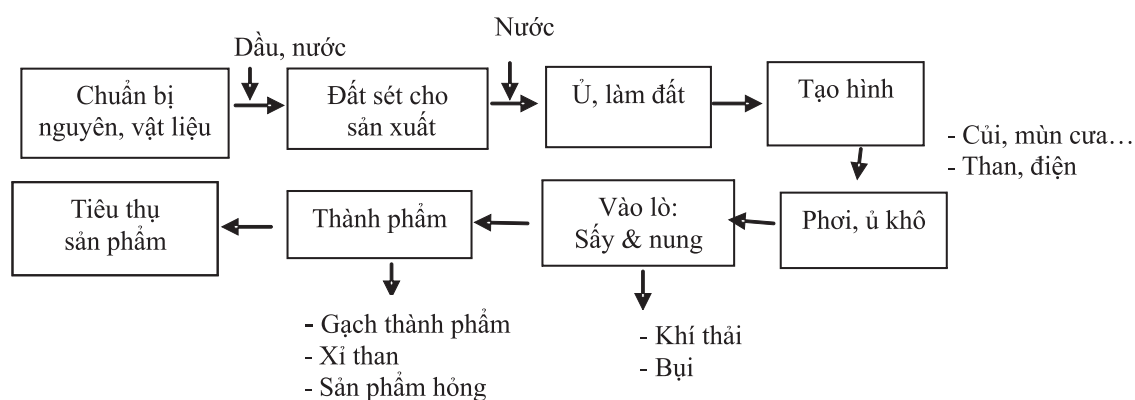 Dầu, nước
Nước
Chuẩn bị
nguyên, vật liệu
Đất sét cho
sản xuất
Ủ, làm đất
Tạo hình
- Củi, mùn cưa…
- Than, điện
Phơi, ủ khô
Vào lò:
Sấy & nung
Thành phẩm
Tiêu thụ
sản phẩm
- Khí thải
- Bụi
- Gạch thành phẩm
- Xỉ than
- Sản phẩm hỏng